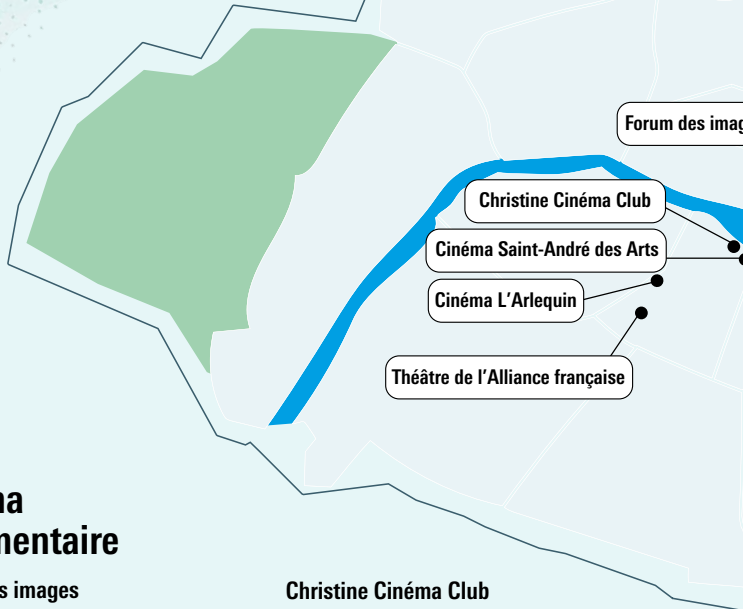 Forum des imag
Christine Cinéma Club
Cinéma Saint-André des Arts
Cinéma L'Arlequin
Théâtre de l'Alliance française
na
mentaire
s images
Christine Cinéma Club